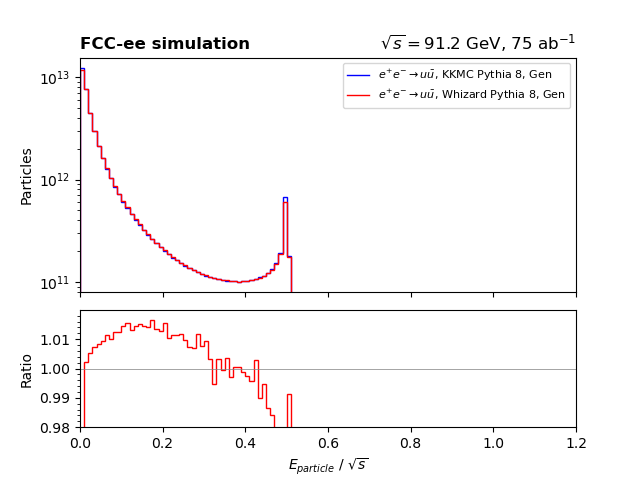 FCC-ee simulation
√s = 91.2 GeV, 75 ab⁻¹
10¹³
10¹²
10¹¹
Particles
e⁺e⁻ → uū, KKMC Pythia 8, Gen
e⁺e⁻ → uū, Whizard Pythia 8, Gen
1.01
1.00
0.99
0.98
Ratio
0.0 0.2 0.4 0.6 0.8 1.0 1.2
E_particle / √s